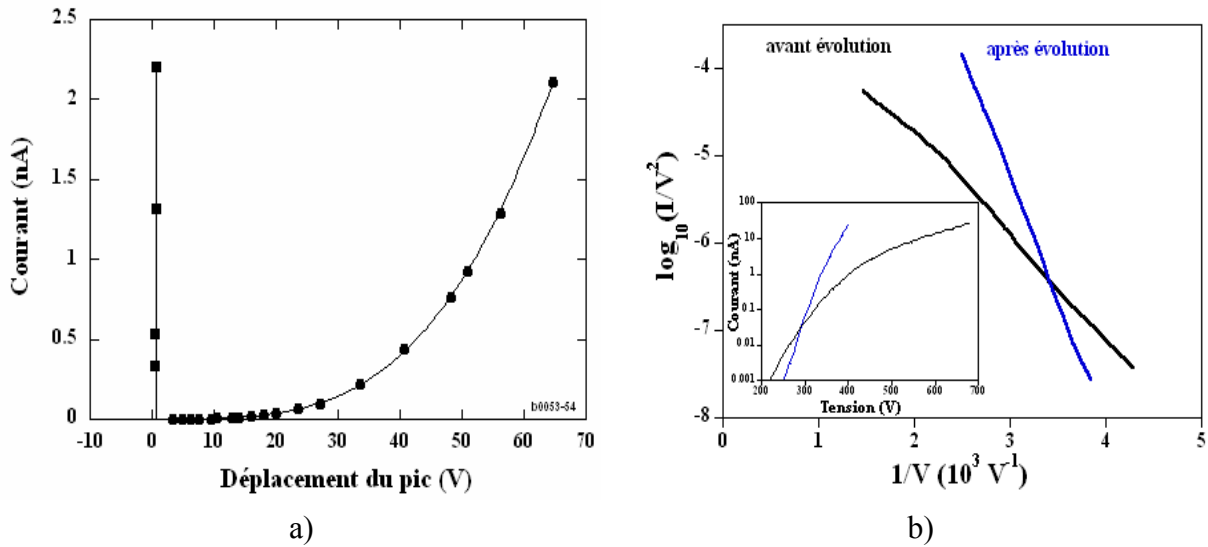 2.5
2
1.5
1
0.5
0
Courant (nA)
b0053-54
-10 0 10 20 30 40 50 60 70
Déplacement du pic (V)
a)
avant évolution
après évolution
-4
-5
-6
-7
-8
log10(I/V²)
100
10
1
0.1
0.01
0.001
Courant (nA)
200 300 400 500 600 700
Tension (V)
0 1 2 3 4 5
1/V (10³ V⁻¹)
b)